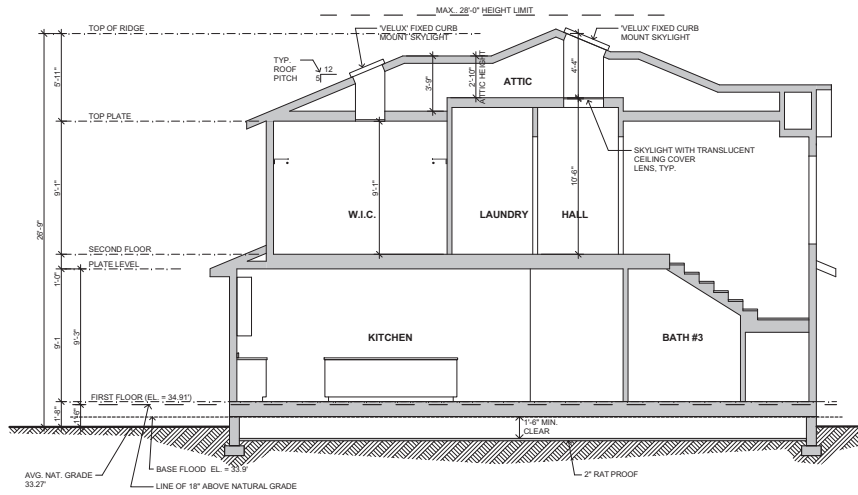 MAX.. 28'-0" HEIGHT LIMIT
TOP OF RIDGE
'VELUX' FIXED CURB
MOUNT SKYLIGHT
'VELUX' FIXED CURB
MOUNT SKYLIGHT
TYP.
ROOF
PITCH
12
5
5'-11"
3'-9"
2'-10"
ATTIC HEIGHT
ATTIC
4'-4"
TOP PLATE
SKYLIGHT WITH TRANSLUCENT
CEILING COVER
LENS, TYP.
9'-1"
9'-1"
10'-6"
W.I.C.
LAUNDRY
HALL
26'-9"
SECOND FLOOR
PLATE LEVEL
1'-0"
9'-1
9'-3"
KITCHEN
BATH #3
FIRST FLOOR (EL. = 34.91')
1'-8"
1'-6"
1'-6" MIN.
CLEAR
AVG. NAT. GRADE
33.27'
BASE FLOOD EL. = 33.9'
LINE OF 18" ABOVE NATURAL GRADE
2" RAT PROOF